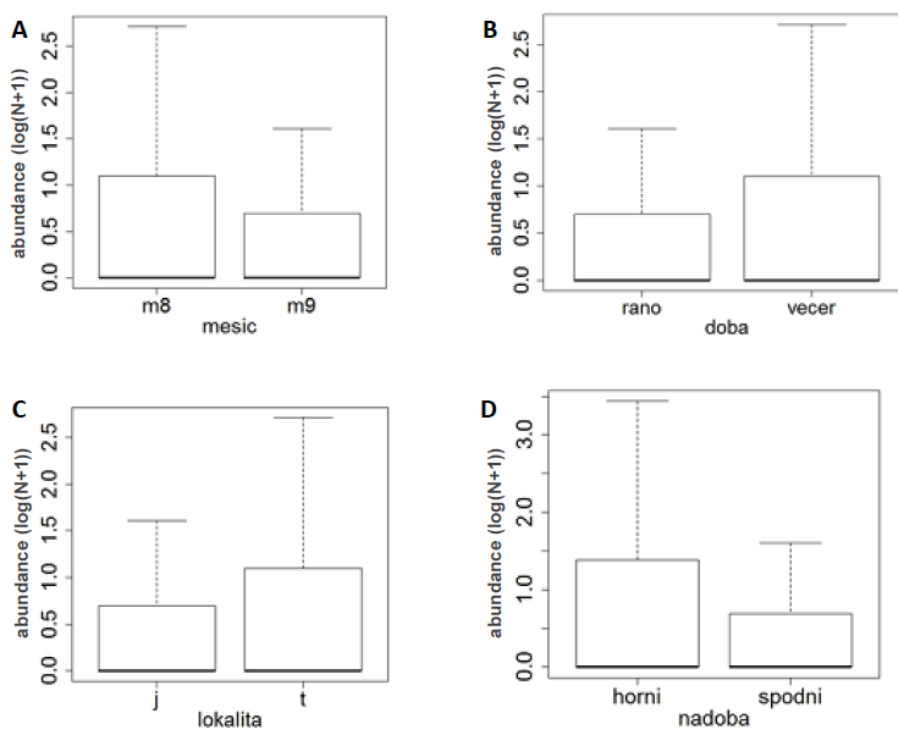 A
abundance (log(N+1))
2.5
2.0
1.5
1.0
0.5
0.0
m8 m9
mesic
B
abundance (log(N+1))
2.5
2.0
1.5
1.0
0.5
0.0
rano vecer
doba
C
abundance (log(N+1))
2.5
2.0
1.5
1.0
0.5
0.0
j t
lokalita
D
abundance (log(N+1))
3.0
2.0
1.0
0.0
horni spodni
nadoba